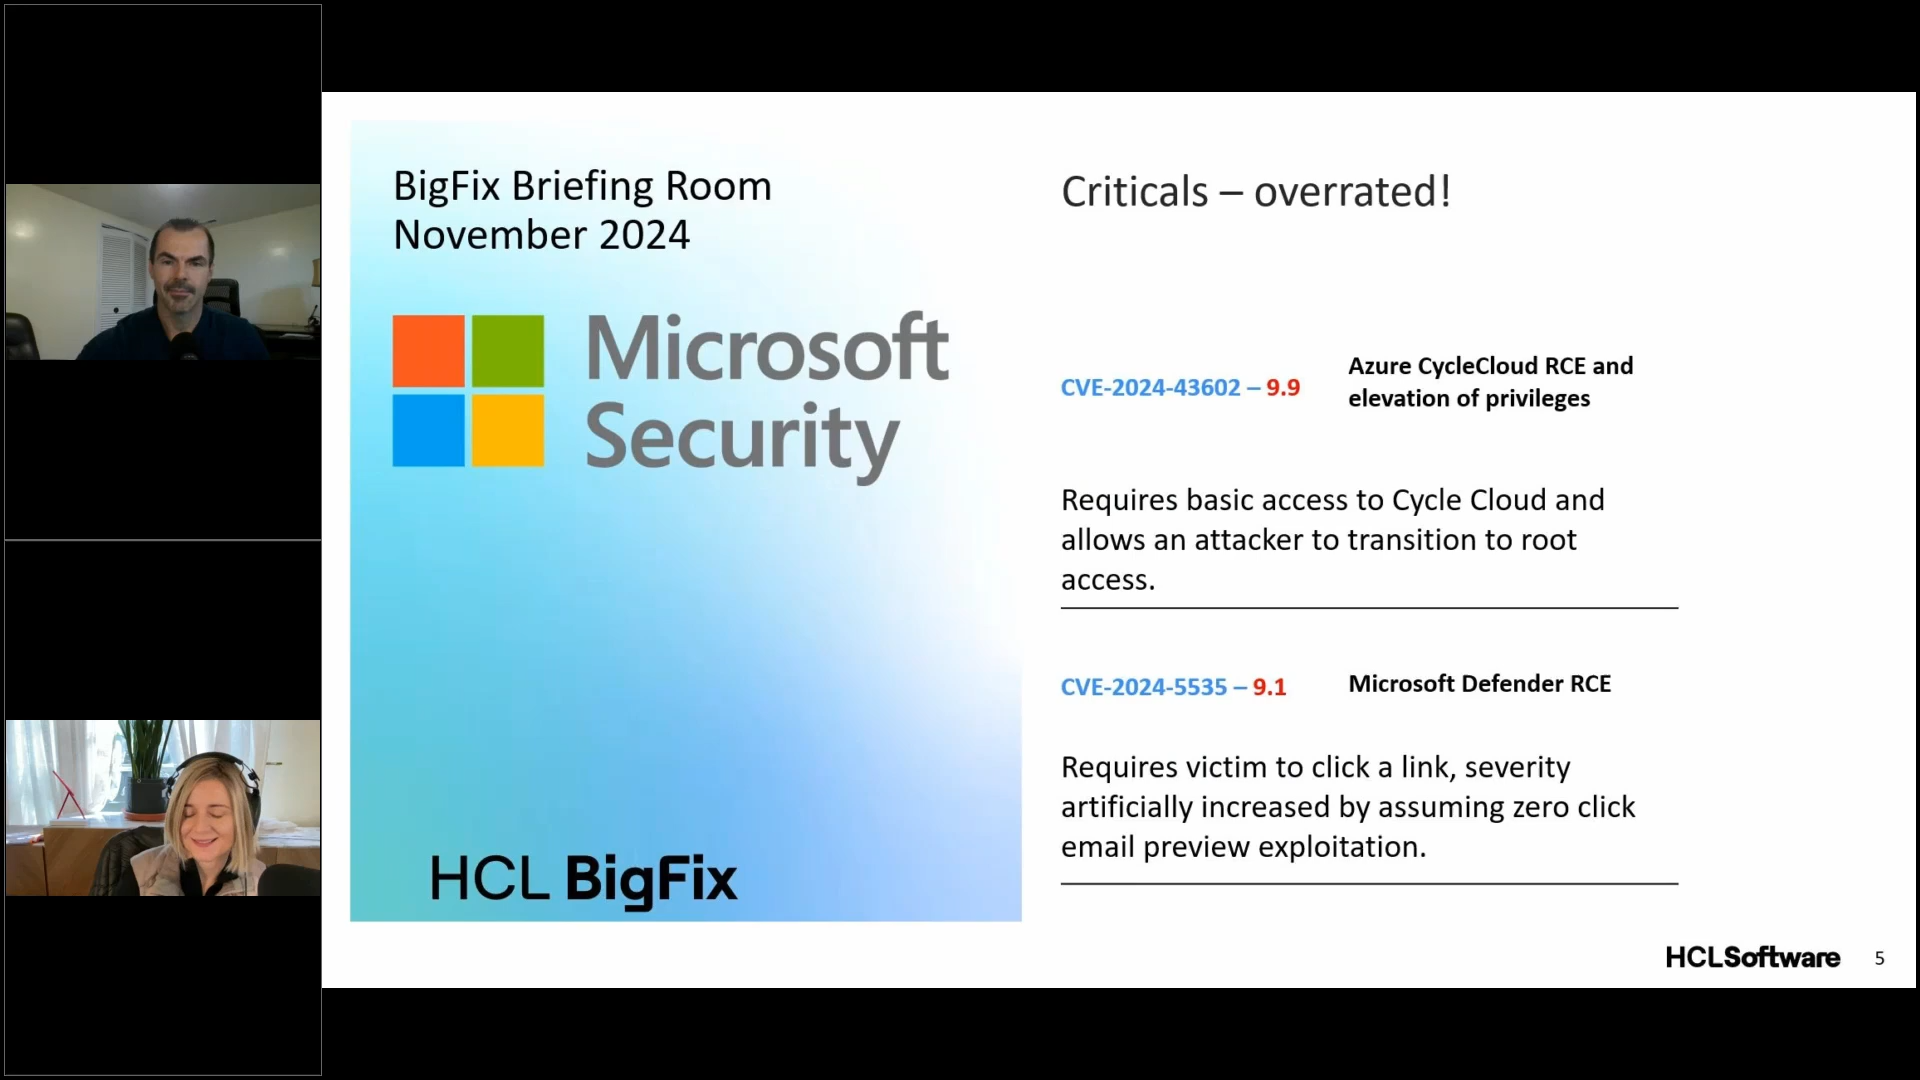 BigFix Briefing Room
November 2024
Microsoft
Security
HCL BigFix
Criticals – overrated!
CVE-2024-43602 – 9.9
Azure CycleCloud RCE and
elevation of privileges
Requires basic access to Cycle Cloud and
allows an attacker to transition to root
access.
CVE-2024-5535 – 9.1
Microsoft Defender RCE
Requires victim to click a link, severity
artificially increased by assuming zero click
email preview exploitation.
HCLSoftware
5